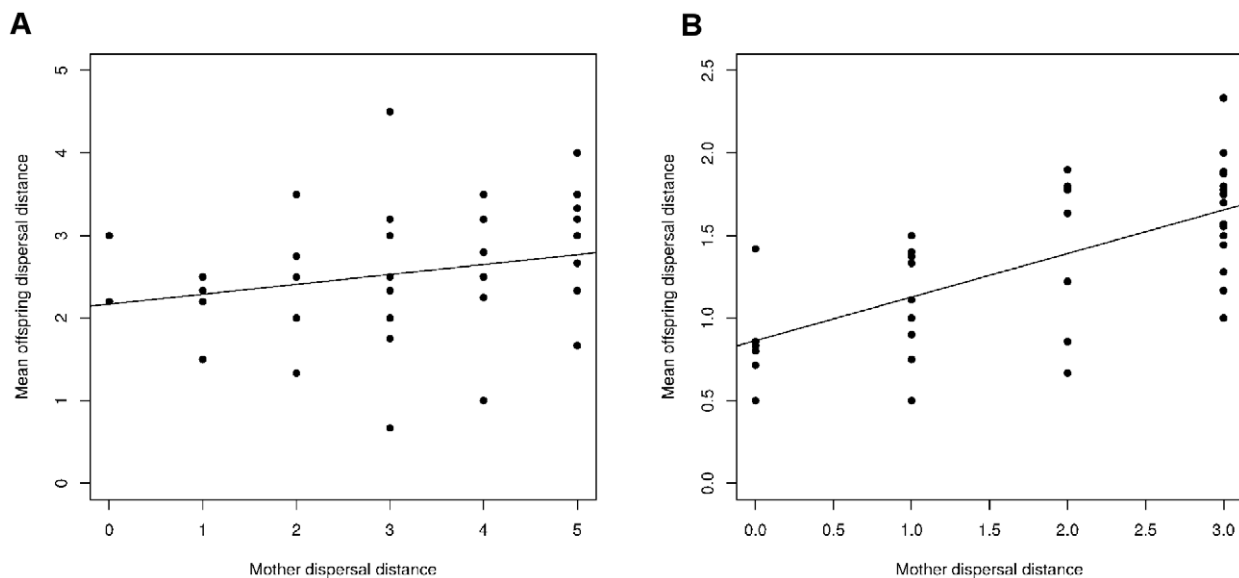 A
Mean offspring dispersal distance
5
4
3
2
1
0
0 1 2 3 4 5
Mother dispersal distance
B
Mean offspring dispersal distance
2.5
2.0
1.5
1.0
0.5
0.0
0.0 0.5 1.0 1.5 2.0 2.5 3.0
Mother dispersal distance